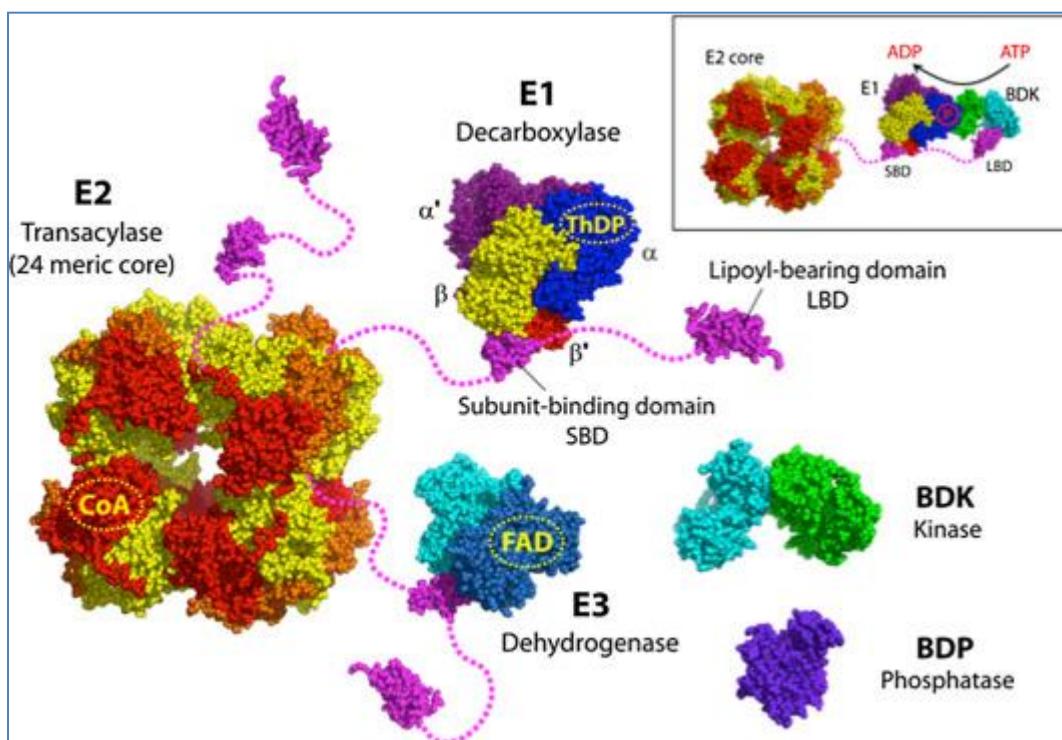 E2
Transacylase
(24 meric core)
E1
Decarboxylase
α'
ThDP
α
β
β'
Subunit-binding domain
SBD
Lipoyl-bearing domain
LBD
CoA
FAD
E3
Dehydrogenase
BDK
Kinase
BDP
Phosphatase
E2 core
ADP
ATP
E1
BDK
P
SBD
LBD